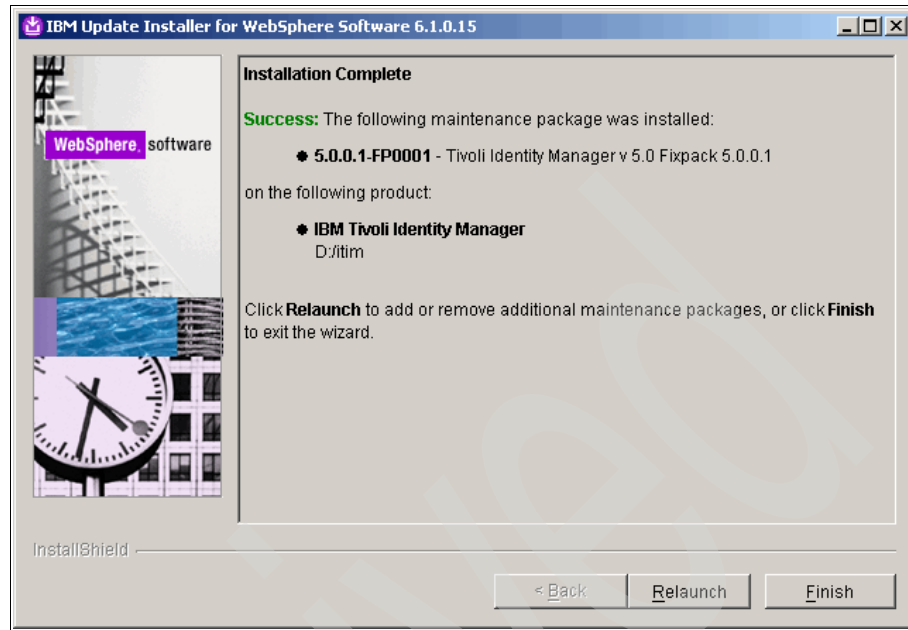 IBM Update Installer for WebSphere Software 6.1.0.15
WebSphere. software
Installation Complete
Success: The following maintenance package was installed:
5.0.0.1-FP0001 - Tivoli Identity Manager v 5.0 Fixpack 5.0.0.1
on the following product:
IBM Tivoli Identity Manager
D:/itim
Click Relaunch to add or remove additional maintenance packages, or click Finish
to exit the wizard.
InstallShield
< Back
Relaunch
Finish